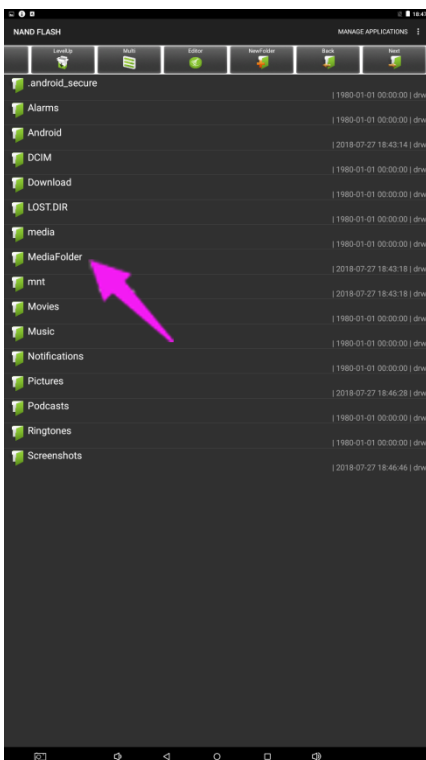 18:47
NAND FLASH
MANAGE APPLICATIONS
LevelUp Multi Editor NewFolder Back Next
.android_secure
| 1980-01-01 00:00:00 | drw
Alarms
| 1980-01-01 00:00:00 | drw
Android
| 2018-07-27 18:43:14 | drw
DCIM
| 1980-01-01 00:00:00 | drw
Download
| 1980-01-01 00:00:00 | drw
LOST.DIR
| 1980-01-01 00:00:00 | drw
media
| 1980-01-01 00:00:00 | drw
MediaFolder
| 2018-07-27 18:43:18 | drw
mnt
| 2018-07-27 18:43:18 | drw
Movies
| 1980-01-01 00:00:00 | drw
Music
| 1980-01-01 00:00:00 | drw
Notifications
| 1980-01-01 00:00:00 | drw
Pictures
| 2018-07-27 18:46:28 | drw
Podcasts
| 1980-01-01 00:00:00 | drw
Ringtones
| 1980-01-01 00:00:00 | drw
Screenshots
| 2018-07-27 18:46:46 | drw